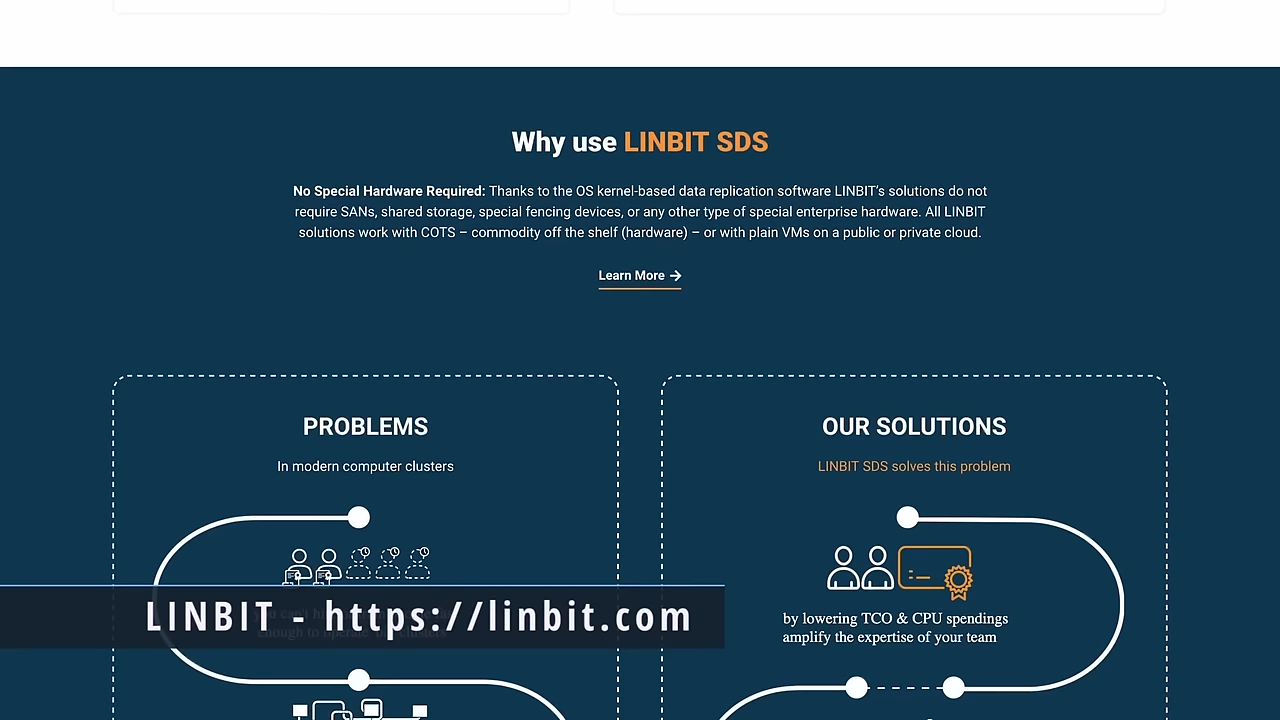 Why use LINBIT SDS
No Special Hardware Required: Thanks to the OS kernel-based data replication software LINBIT's solutions do not
require SANs, shared storage, special fencing devices, or any other type of special enterprise hardware. All LINBIT
solutions work with COTS – commodity off the shelf (hardware) – or with plain VMs on a public or private cloud.
Learn More →
PROBLEMS
In modern computer clusters
OUR SOLUTIONS
LINBIT SDS solves this problem
by lowering TCO & CPU spendings
amplify the expertise of your team
LINBIT - https://linbit.com